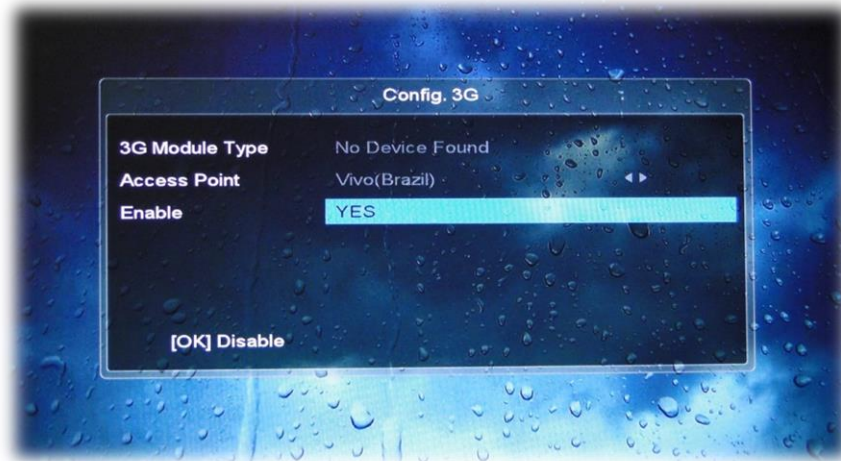 Config. 3G
3G Module Type No Device Found
Access Point Vivo(Brazil)
Enable YES
[OK] Disable